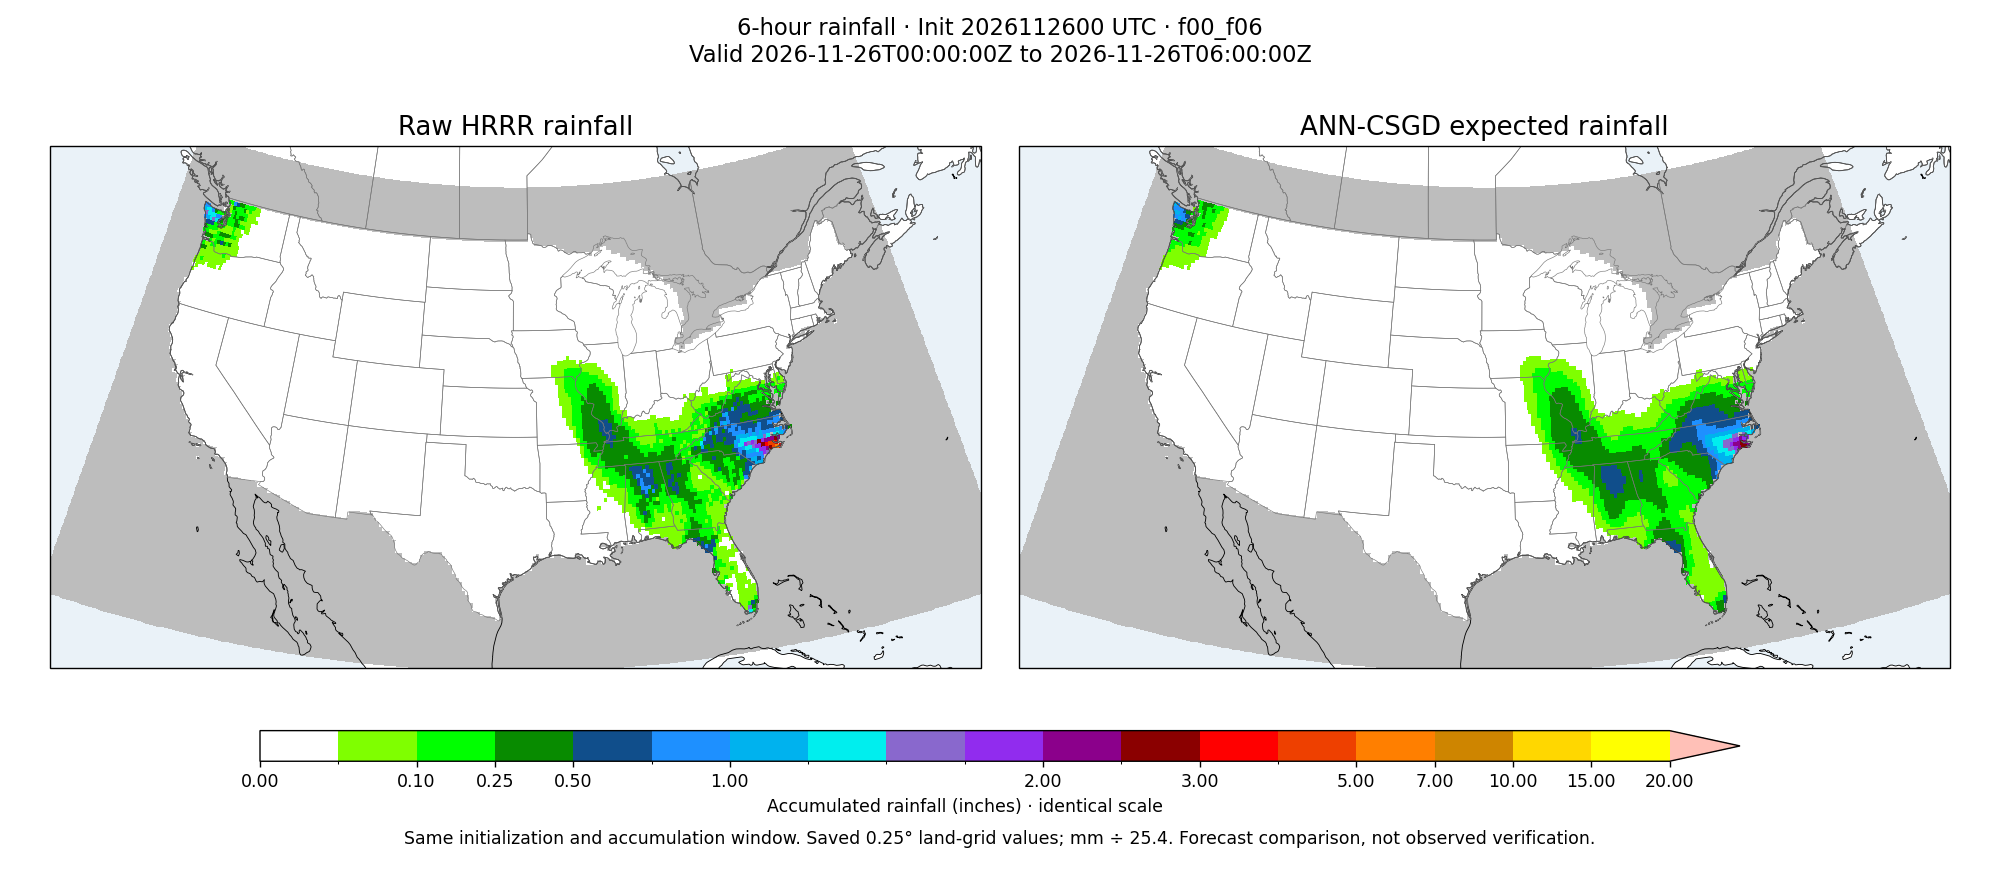 6-hour rainfall · Init 2026112600 UTC · f00_f06
Valid 2026-11-26T00:00:00Z to 2026-11-26T06:00:00Z
Raw HRRR rainfall
ANN-CSGD expected rainfall
0.00 0.10 0.25 0.50 1.00 2.00 3.00 5.00 7.00 10.00 15.00 20.00
Accumulated rainfall (inches) · identical scale
Same initialization and accumulation window. Saved 0.25° land-grid values; mm ÷ 25.4. Forecast comparison, not observed verification.